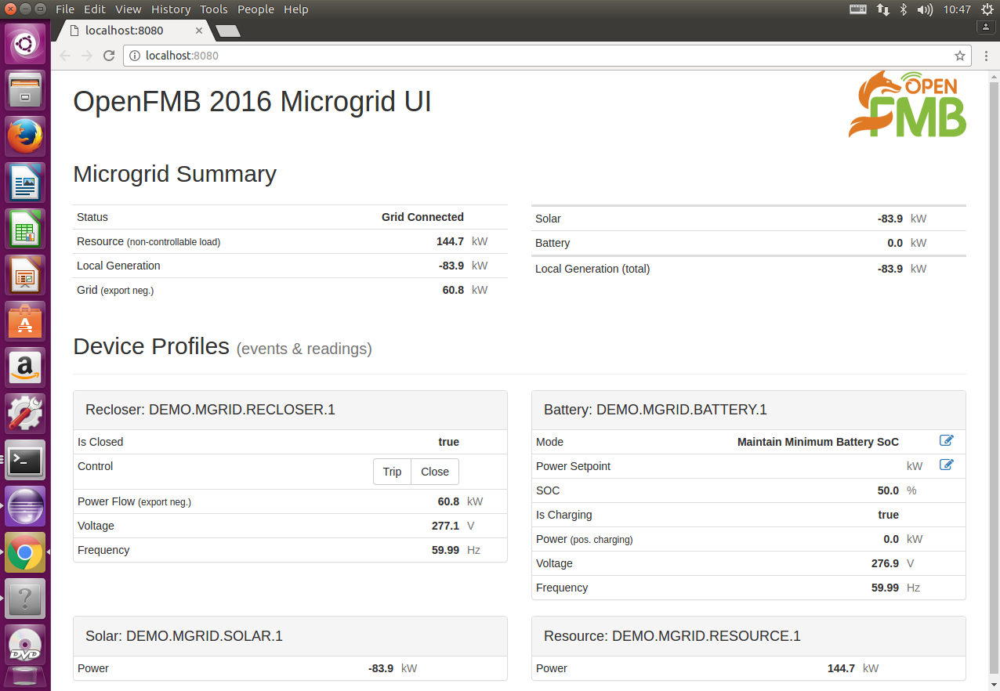 File Edit View History Tools People Help 10:47
localhost:8080
localhost:8080
OpenFMB 2016 Microgrid UI
OPEN
FMB
Microgrid Summary
Status Grid Connected
Resource (non-controllable load) 144.7 kW
Local Generation -83.9 kW
Grid (export neg.) 60.8 kW
Solar -83.9 kW
Battery 0.0 kW
Local Generation (total) -83.9 kW
Device Profiles (events & readings)
Recloser: DEMO.MGRID.RECLOSER.1
Is Closed true
Control Trip Close
Power Flow (export neg.) 60.8 kW
Voltage 277.1 V
Frequency 59.99 Hz
Battery: DEMO.MGRID.BATTERY.1
Mode Maintain Minimum Battery SoC
Power Setpoint kW
SOC 50.0 %
Is Charging true
Power (pos. charging) 0.0 kW
Voltage 276.9 V
Frequency 59.99 Hz
Solar: DEMO.MGRID.SOLAR.1
Power -83.9 kW
Resource: DEMO.MGRID.RESOURCE.1
Power 144.7 kW
DVD